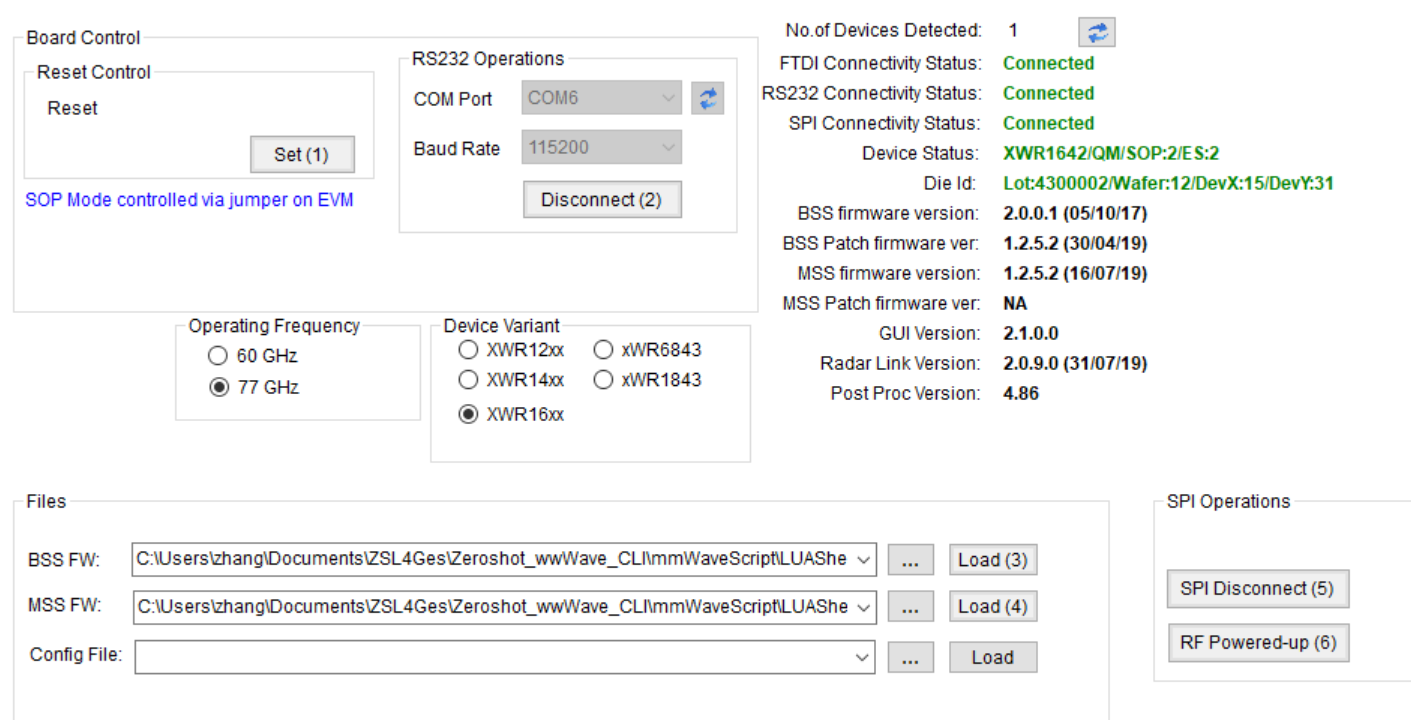 Board Control
Reset Control
Reset
Set (1)
SOP Mode controlled via jumper on EVM
RS232 Operations
COM Port COM6
Baud Rate 115200
Disconnect (2)
No.of Devices Detected: 1
FTDI Connectivity Status: Connected
RS232 Connectivity Status: Connected
SPI Connectivity Status: Connected
Device Status: XWR1642/QM/SOP:2/ES:2
Die Id: Lot:4300002/Wafer:12/DevX:15/DevY:31
BSS firmware version: 2.0.0.1 (05/10/17)
BSS Patch firmware ver: 1.2.5.2 (30/04/19)
MSS firmware version: 1.2.5.2 (16/07/19)
MSS Patch firmware ver: NA
GUI Version: 2.1.0.0
Radar Link Version: 2.0.9.0 (31/07/19)
Post Proc Version: 4.86
Operating Frequency
60 GHz
77 GHz
Device Variant
XWR12xx xWR6843
XWR14xx xWR1843
XWR16xx
Files
BSS FW: C:\Users\zhang\Documents\ZSL4Ges\Zeroshot_wwWave_CLI\mmWaveScript\LUAShe ... Load (3)
MSS FW: C:\Users\zhang\Documents\ZSL4Ges\Zeroshot_wwWave_CLI\mmWaveScript\LUAShe ... Load (4)
Config File: ... Load
SPI Operations
SPI Disconnect (5)
RF Powered-up (6)